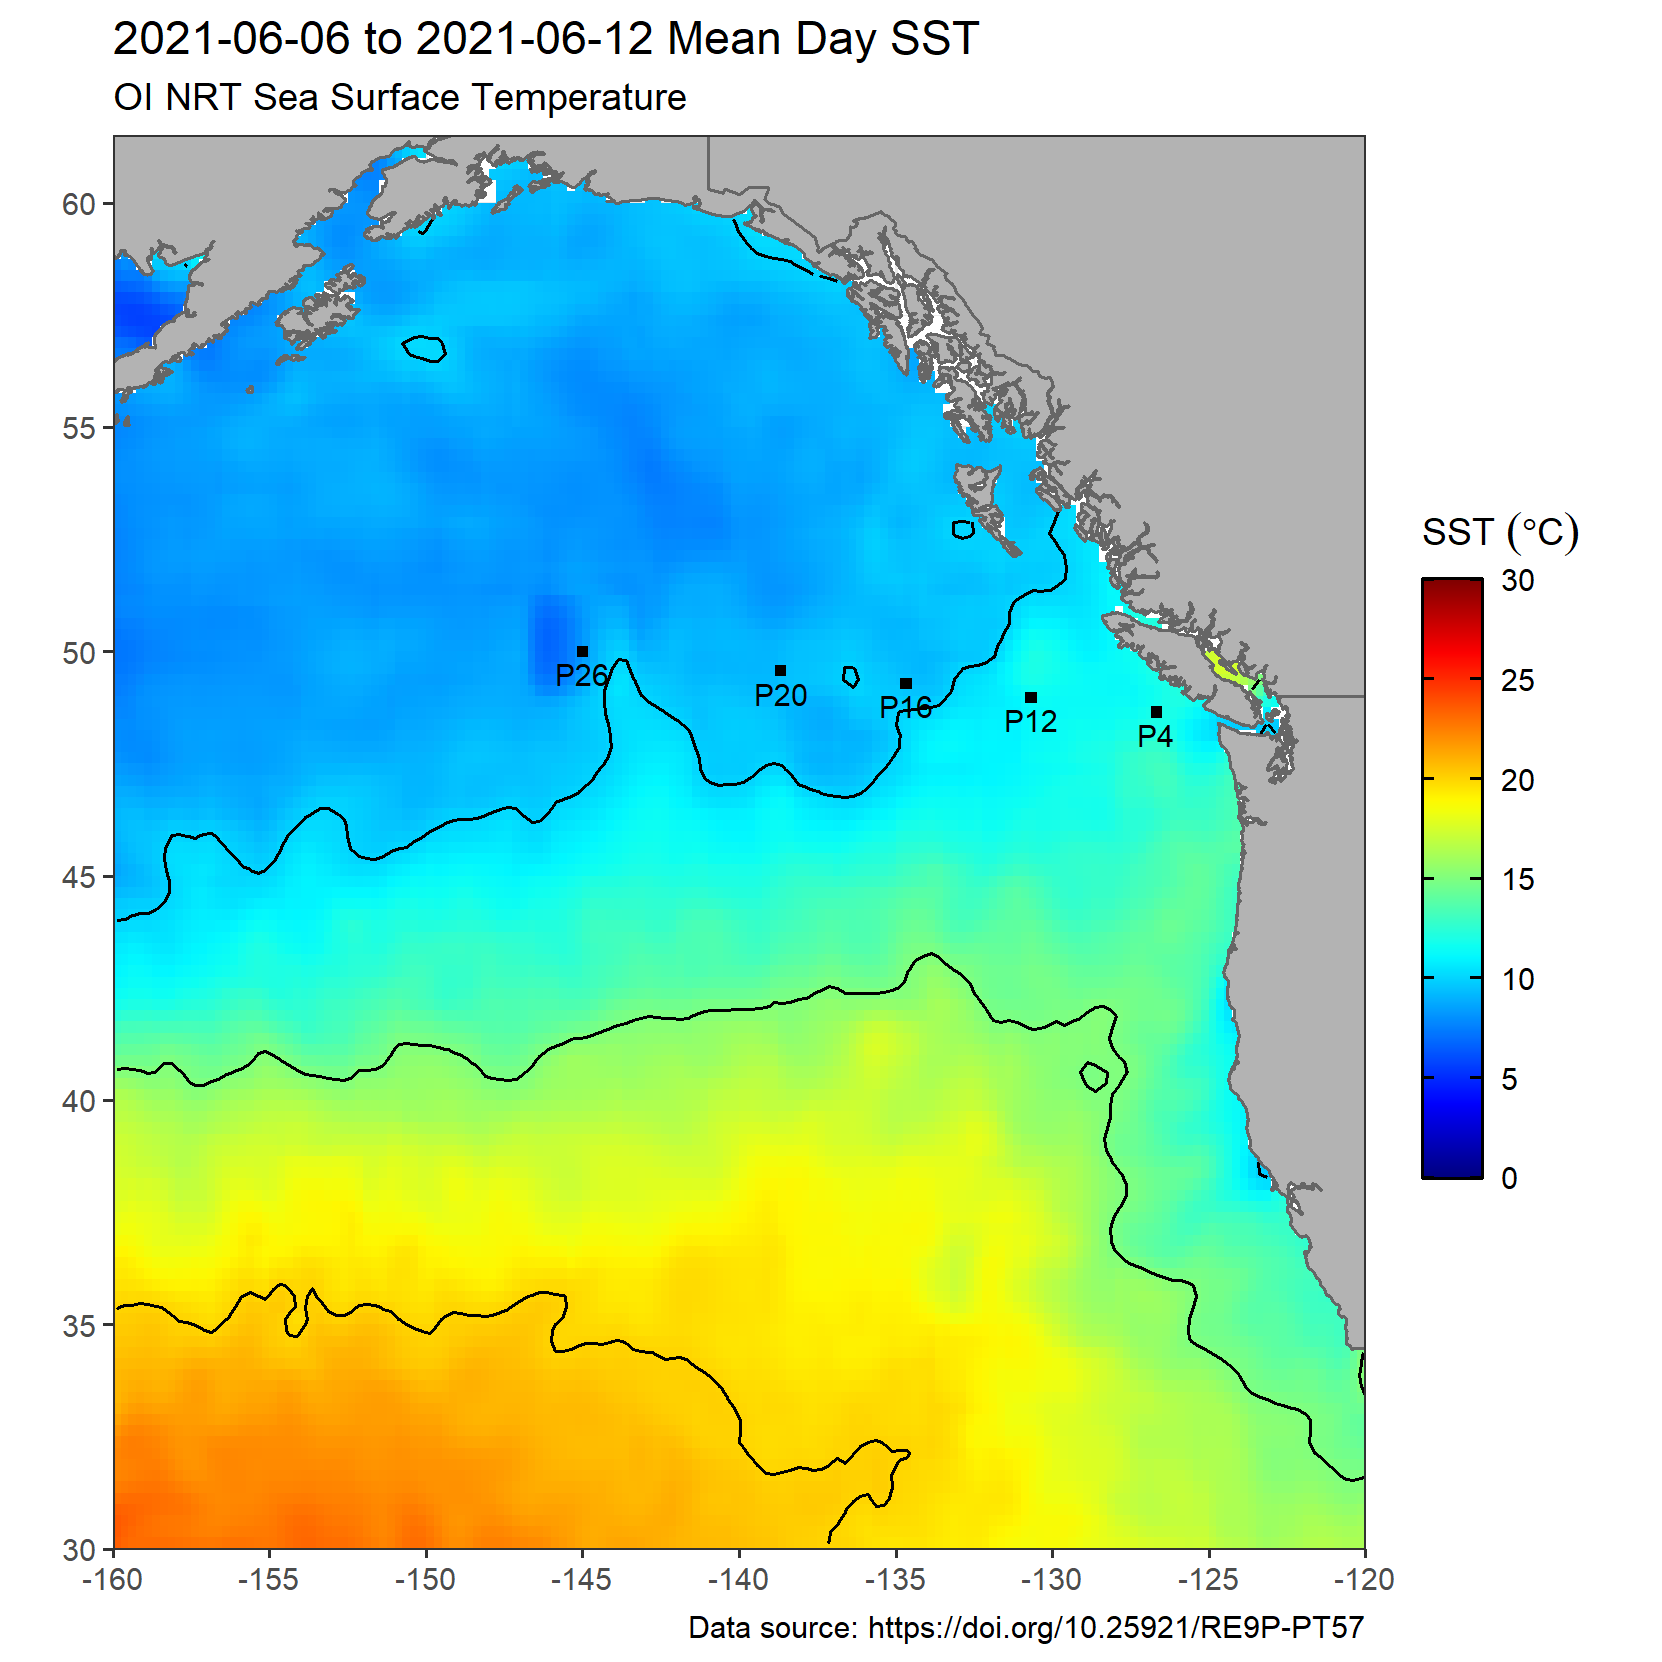 2021-06-06 to 2021-06-12 Mean Day SST
OI NRT Sea Surface Temperature
60
55
50
45
40
35
30
-160
-155
-150
-145
-140
-135
-130
-125
-120
P26
P20
P16
P12
P4
SST (°C)
30
25
20
15
10
5
0
Data source: https://doi.org/10.25921/RE9P-PT57